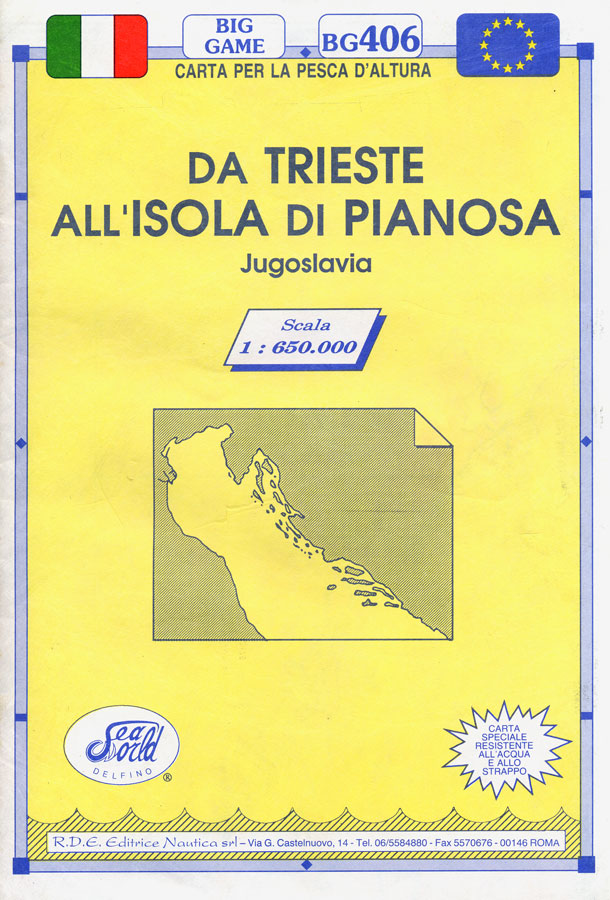 BIG
GAME
BG406
CARTA PER LA PESCA D'ALTURA
DA TRIESTE
ALL'ISOLA DI PIANOSA
Jugoslavia
Scala
1 : 650.000
Sea
World
DELFINO
®
CARTA
SPECIALE
RESISTENTE
ALL'ACQUA
E ALLO
STRAPPO
R.D.E. Editrice Nautica srl – Via G. Castelnuovo, 14 - Tel. 06/5584880 - Fax 5570676 - 00146 ROMA